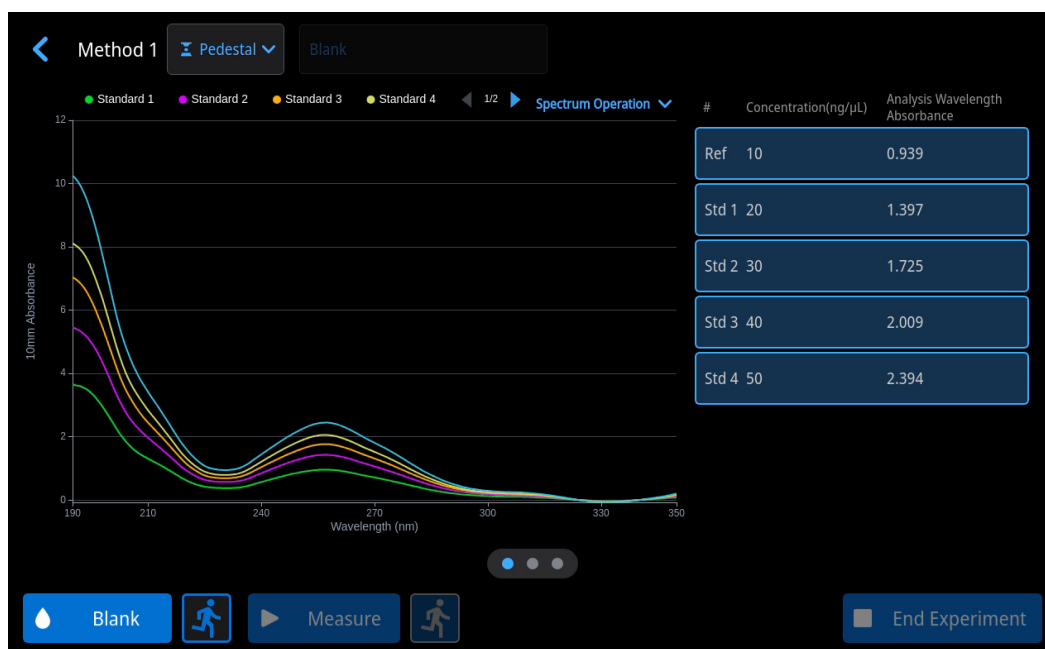 Method 1 Pedestal Blank
Standard 1 Standard 2 Standard 3 Standard 4 1/2 Spectrum Operation
# Concentration(ng/μL) Analysis Wavelength Absorbance
Ref 10 0.939
Std 1 20 1.397
Std 2 30 1.725
Std 3 40 2.009
Std 4 50 2.394
10mm Absorbance
12
10
8
6
4
2
0
190 210 240 270 300 330 350
Wavelength (nm)
Blank Measure End Experiment